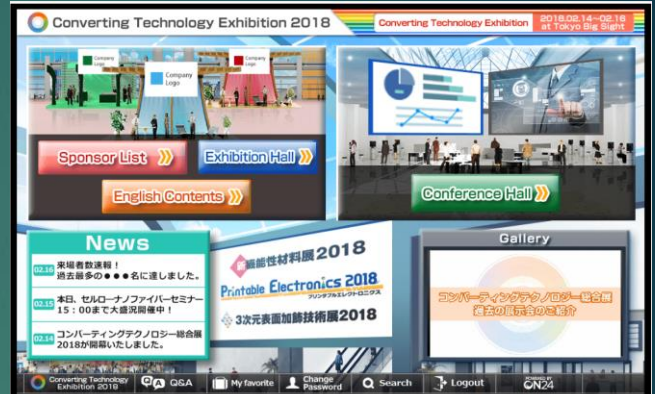 Converting Technology Exhibition 2018
Converting Technology Exhibition
2018.02.14~02.16
at Tokyo Big Sight
Company
Logo
Company
Logo
Company
Logo
Sponsor List
Exhibition Hall
English Contents
Conference Hall
News
02.16 来場者数速報！
過去最多の●●●名に達しました。
02.15 本日、セルローナノファイバーセミナー
15：00まで大盛況開催中！
02.14 コンバーティングテクノロジー総合展
2018が開幕いたしました。
新機能性材料展2018
Printable Electronics 2018
プリンタブルエレクトロニクス
3次元表面加飾技術展2018
Gallery
コンバーティングテクノロジー総合展
過去の展示会のご紹介
Converting Technology
Exhibition 2018
Q&A
My favorite
Change
Password
Search
Logout
POWERED BY
ON24